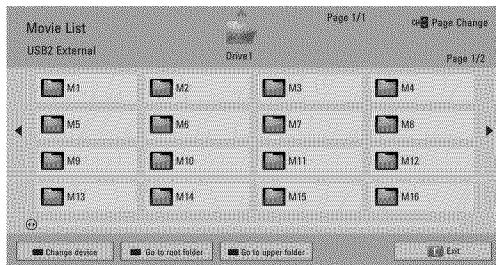 Movie List
Page 1/1
CH Page Change
USB2 External
Drive1
Page 1/2
M1 M2 M3 M4
M5 M6 M7 M8
M9 M10 M11 M12
M13 M14 M15 M16
Change device Go to root folder Go to upper folder Exit